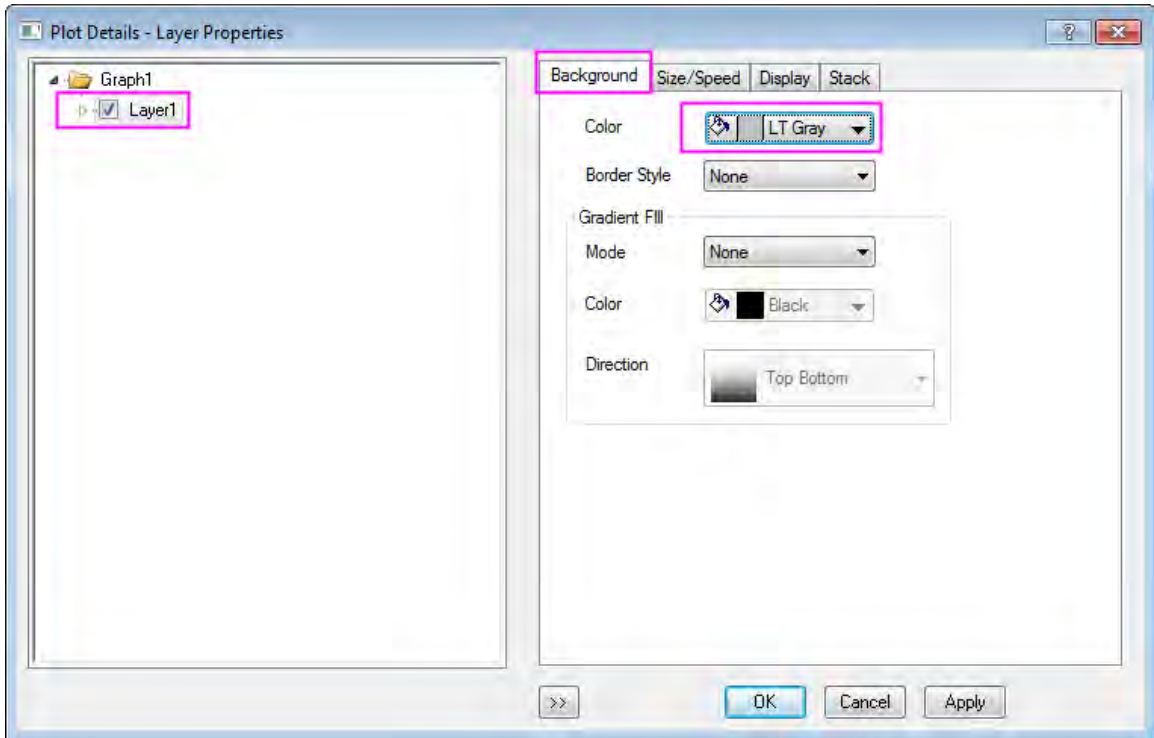 Plot Details - Layer Properties
Graph1
Layer1
Background Size/Speed Display Stack
Color LT Gray
Border Style None
Gradient FIll
Mode None
Color Black
Direction Top Bottom
>> OK Cancel Apply